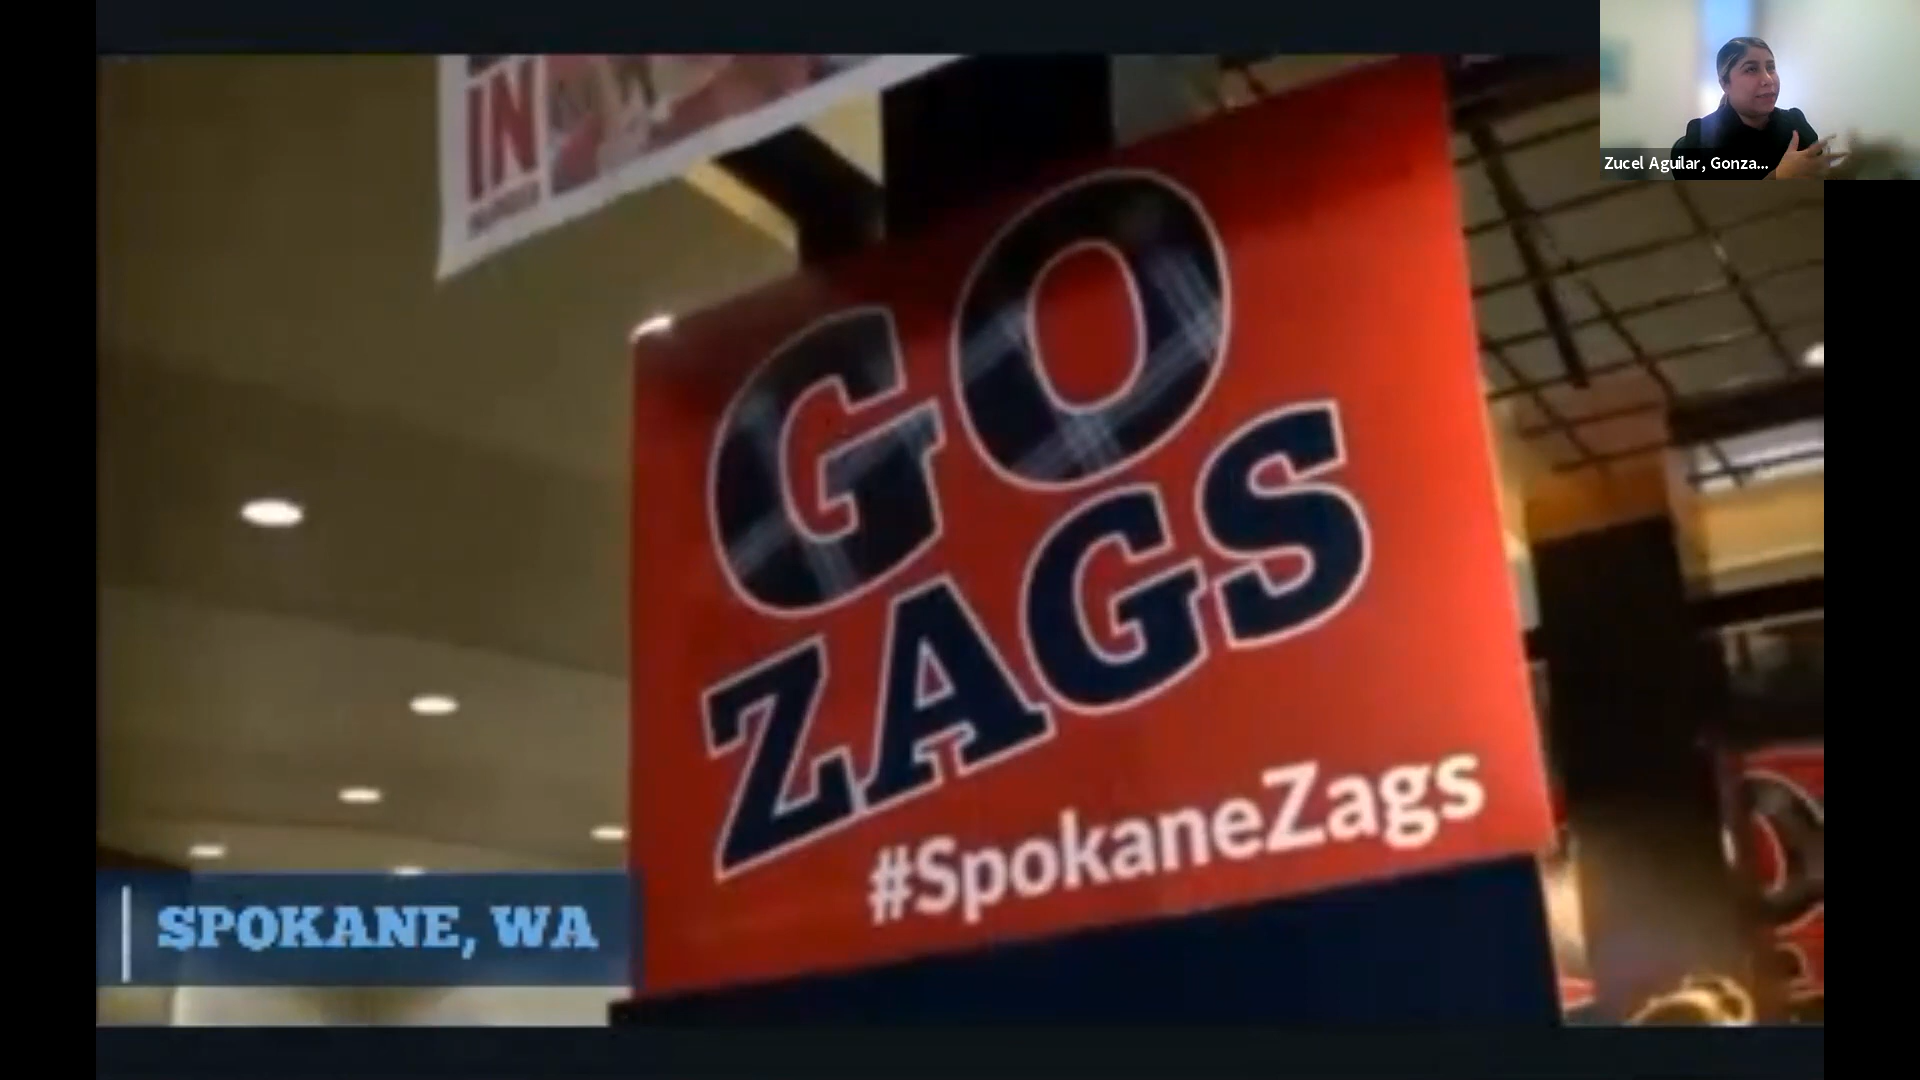 IN
Zucel Aguilar, Gonza...
GO
ZAGS
#SpokaneZags
SPOKANE, WA